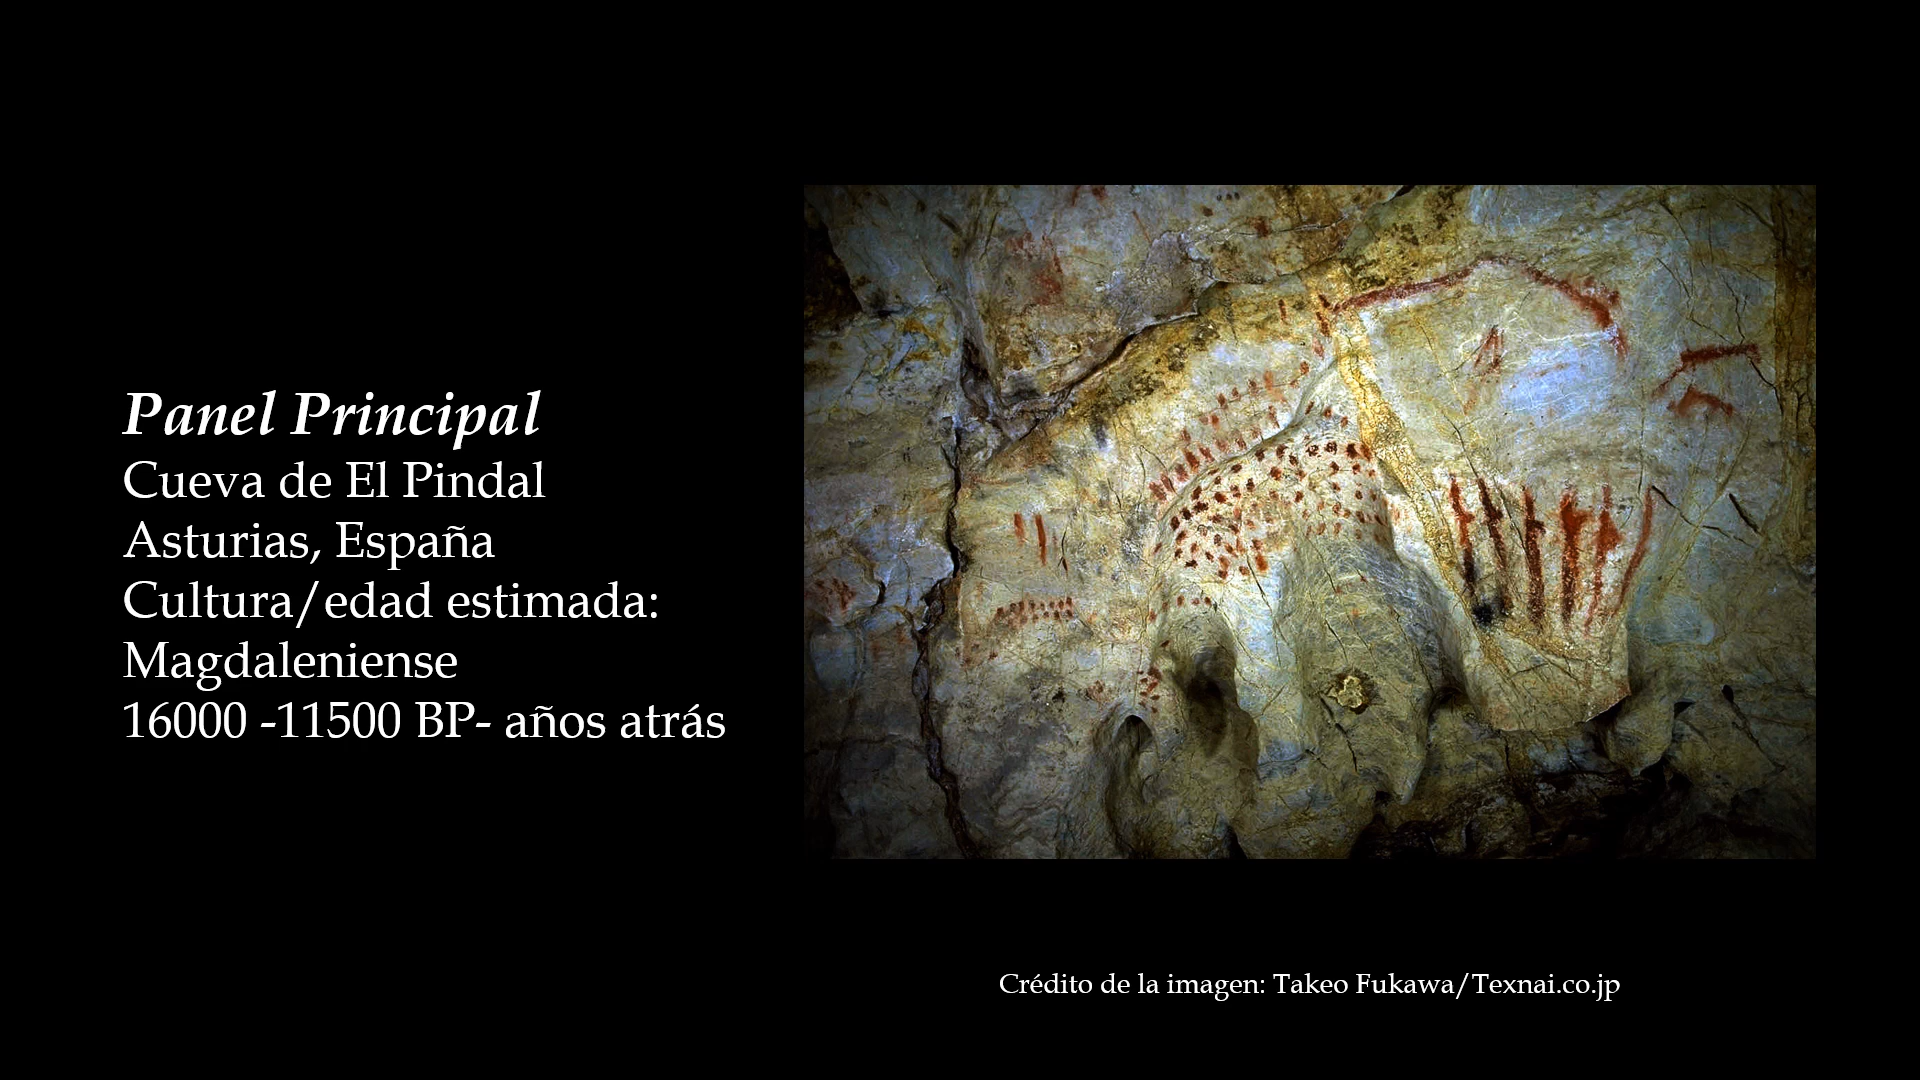 Panel Principal
Cueva de El Pindal
Asturias, España
Cultura/edad estimada:
Magdaleniense
16000 -11500 BP- años atrás
Crédito de la imagen: Takeo Fukawa/Texnai.co.jp